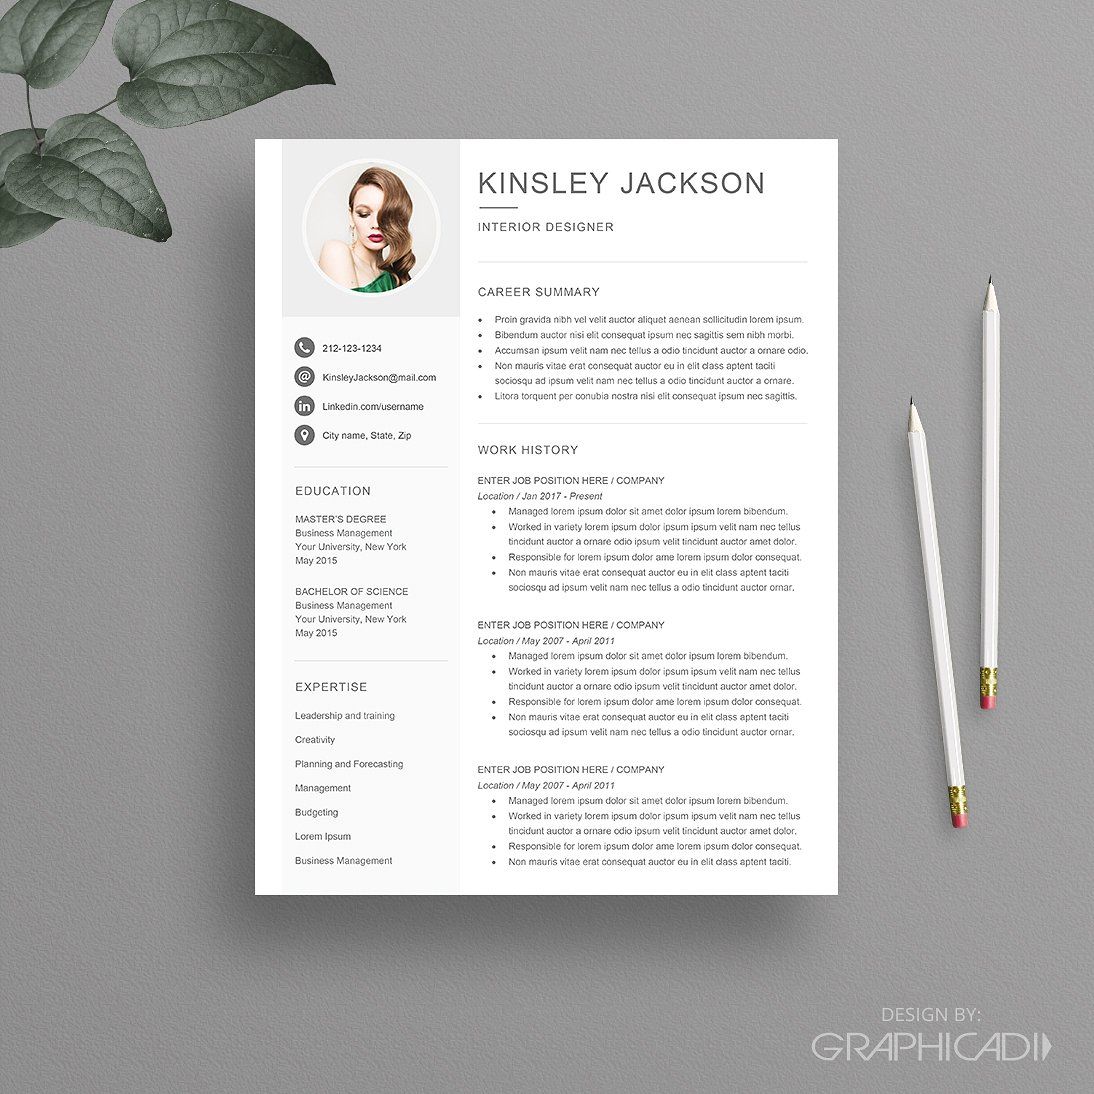 KINSLEY JACKSON
INTERIOR DESIGNER
212-123-1234
KinsleyJackson@mail.com
in
Linkedin.com/username
City name, State, Zip
EDUCATION
MASTER'S DEGREE
Business Management
Your University, New York
May 2015
BACHELOR OF SCIENCE
Business Management
Your University, New York
May 2015
EXPERTISE
Leadership and training
Creativity
Planning and Forecasting
Management
Budgeting
Lorem Ipsum
Business Management
CAREER SUMMARY
• Proin gravida nibh vel velit auctor aliquet aenean sollicitudin lorem ipsum.
• Bibendum auctor nisi elit consequat ipsum nec sagittis sem nibh morbi.
• Accumsan ipsum velit nam nec tellus a odio tincidunt auctor a ornare odio.
• Non mauris vitae erat consequat auctor eu in elit class aptent taciti
sociosqu ad ipsum velit nam nec tellus a odio tincidunt auctor a ornare.
• Litora torquent per conubia nostra nisi elit consequat ipsum nec sagittis.
WORK HISTORY
ENTER JOB POSITION HERE / COMPANY
Location / Jan 2017 - Present
• Managed lorem ipsum dolor sit amet dolor ipsum lorem bibendum.
• Worked in variety lorem ipsum dolor ipsum ipsum velit nam nec tellus
tincidunt auctor a ornare odio ipsum velit tincidunt auctor amet dolor.
• Responsible for lorem ipsum dolor ame lorem ipsum dolor consequat.
• Non mauris vitae erat consequat auctor eu in elit class aptent taciti
sociosqu ad ipsum velit nam nec tellus a odio tincidunt auctor ornar.
ENTER JOB POSITION HERE / COMPANY
Location / May 2007 - April 2011
• Managed lorem ipsum dolor sit amet dolor ipsum lorem bibendum.
• Worked in variety lorem ipsum dolor ipsum ipsum velit nam nec tellus
tincidunt auctor a ornare odio ipsum velit tincidunt auctor amet dolor.
• Responsible for lorem ipsum dolor ame lorem ipsum dolor consequat.
• Non mauris vitae erat consequat auctor eu in elit class aptent taciti
sociosqu ad ipsum velit nam nec tellus a odio tincidunt auctor ornar.
ENTER JOB POSITION HERE / COMPANY
Location / May 2007 - April 2011
• Managed lorem ipsum dolor sit amet dolor ipsum lorem bibendum.
• Worked in variety lorem ipsum dolor ipsum ipsum velit nam nec tellus
tincidunt auctor a ornare odio ipsum velit tincidunt auctor amet dolor.
• Responsible for lorem ipsum dolor ame lorem ipsum dolor consequat.
• Non mauris vitae erat consequat auctor eu in elit class aptent taciti.
DESIGN BY:
GRAPHICADI